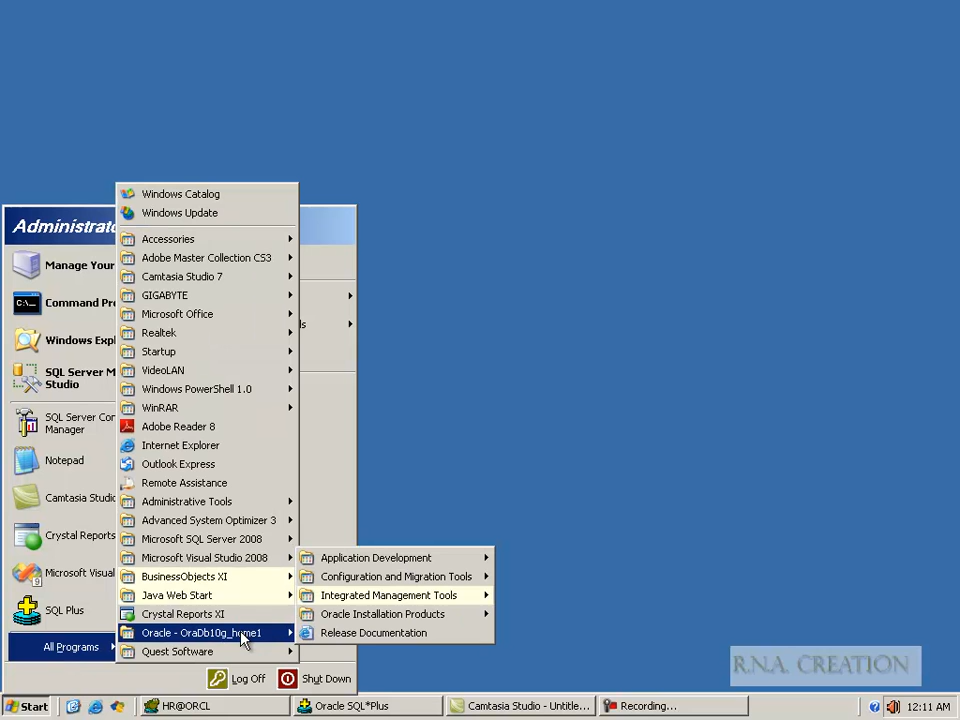 Windows Catalog
Windows Update
Administrato
Accessories
Manage Your
Adobe Master Collection CS3
Camtasia Studio 7
GIGABYTE
Command Pro
Microsoft Office
ls
Realtek
Windows Expl
Startup
VideoLAN
SQL Server M
Studio
Windows PowerShell 1.0
WinRAR
SQL Server Con
Manager
Adobe Reader 8
Internet Explorer
Notepad
Outlook Express
Remote Assistance
Camtasia Studio
Administrative Tools
Advanced System Optimizer 3
Crystal Reports
Microsoft SQL Server 2008
Microsoft Visual Studio 2008
Application Development
Microsoft Visual
BusinessObjects XI
Configuration and Migration Tools
Java Web Start
Integrated Management Tools
SQL Plus
Crystal Reports XI
Oracle Installation Products
Oracle - OraDb10g_home1
Release Documentation
All Programs
Quest Software
R.N.A. CREATION
Log Off
Shut Down
Start
HR@ORCL
Oracle SQL*Plus
Camtasia Studio - Untitle...
Recording...
12:11 AM